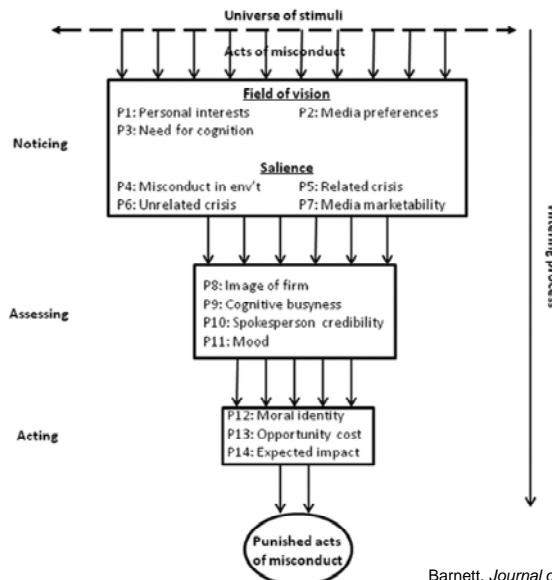 Universe of stimuli
Acts of misconduct
Field of vision
P1: Personal interests P2: Media preferences
P3: Need for cognition
Noticing
Salience
P4: Misconduct in env't P5: Related crisis
P6: Unrelated crisis P7: Media marketability
Filtering process
P8: Image of firm
P9: Cognitive busyness
Assessing
P10: Spokesperson credibility
P11: Mood
P12: Moral identity
Acting
P13: Opportunity cost
P14: Expected impact
Punished acts
of misconduct
Barnett, Journal o